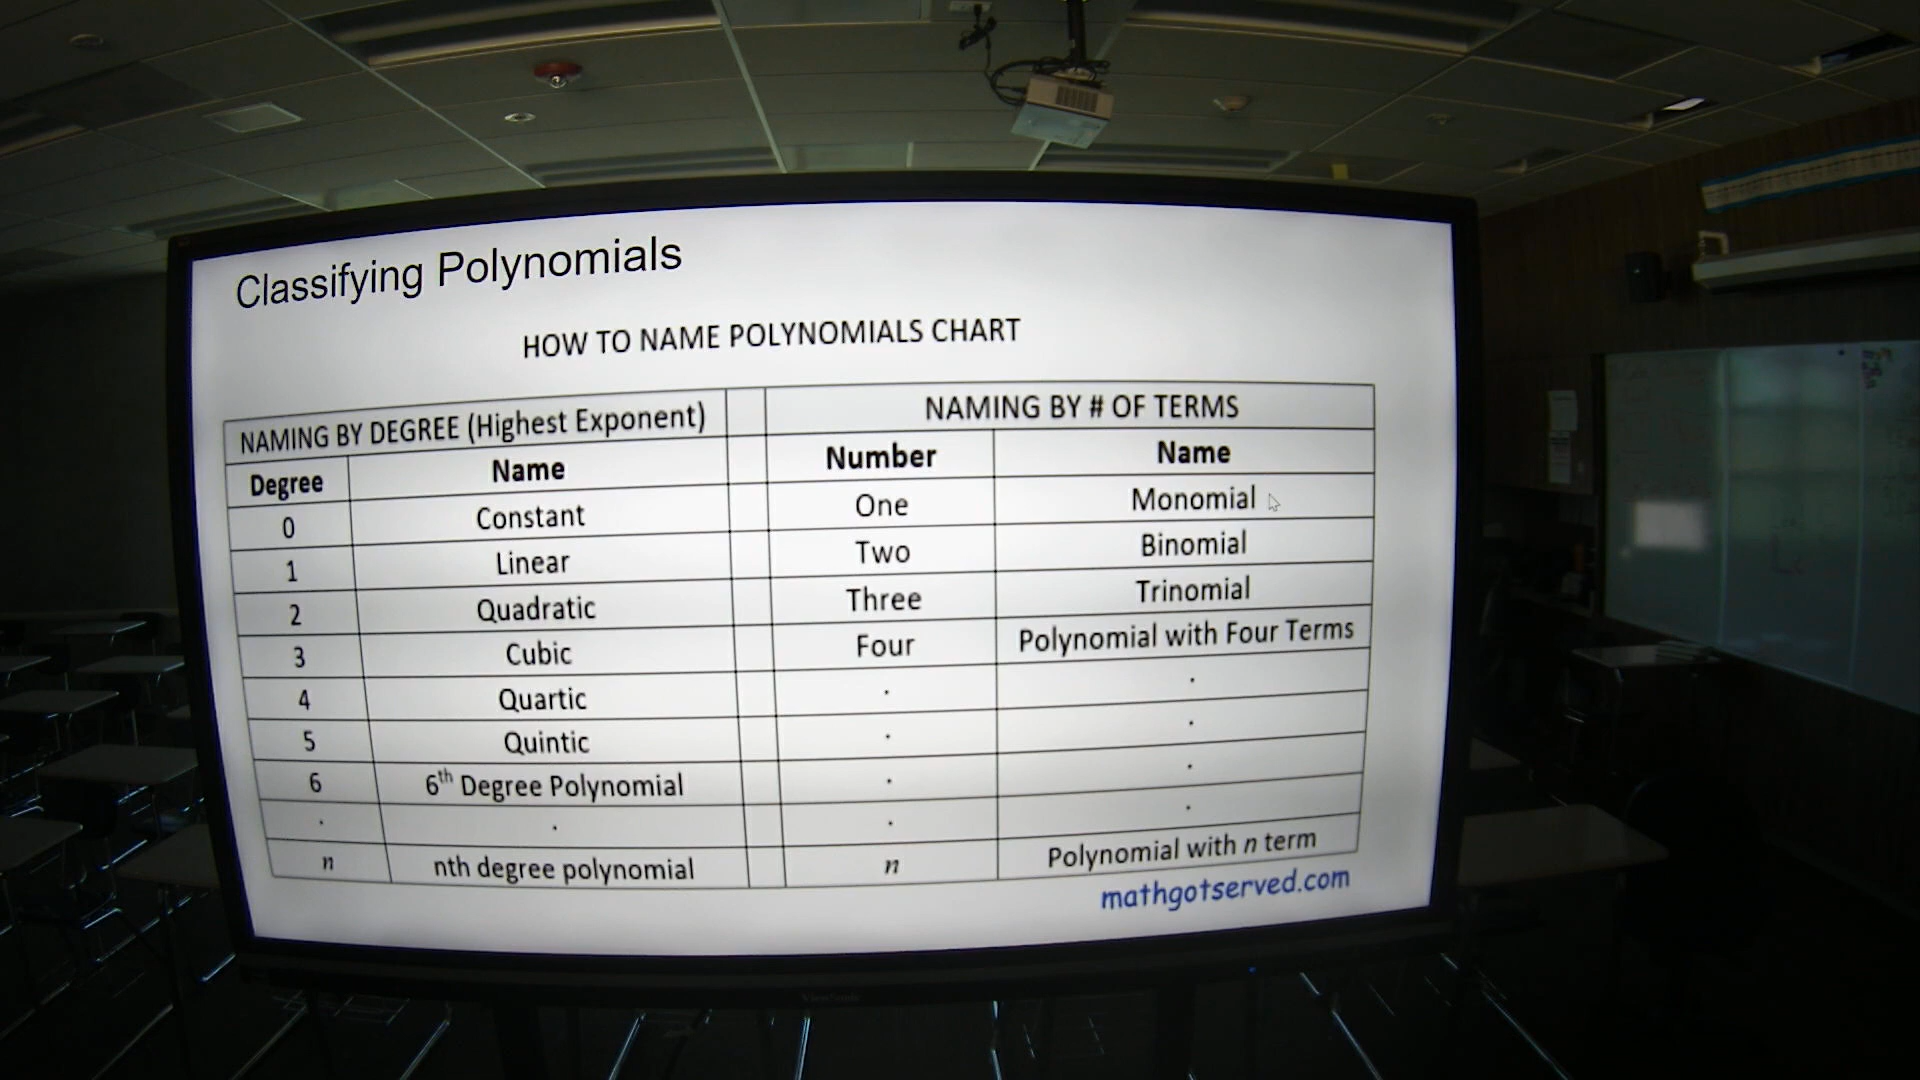 Classifying Polynomials
HOW TO NAME POLYNOMIALS CHART
NAMING BY DEGREE (Highest Exponent) NAMING BY # OF TERMS
Degree Name Number Name
0 Constant One Monomial
1 Linear Two Binomial
2 Quadratic Three Trinomial
3 Cubic Four Polynomial with Four Terms
4 Quartic . .
5 Quintic . .
6 6th Degree Polynomial . .
. . . .
n nth degree polynomial n Polynomial with n term
mathgotserved.com
ViewSonic